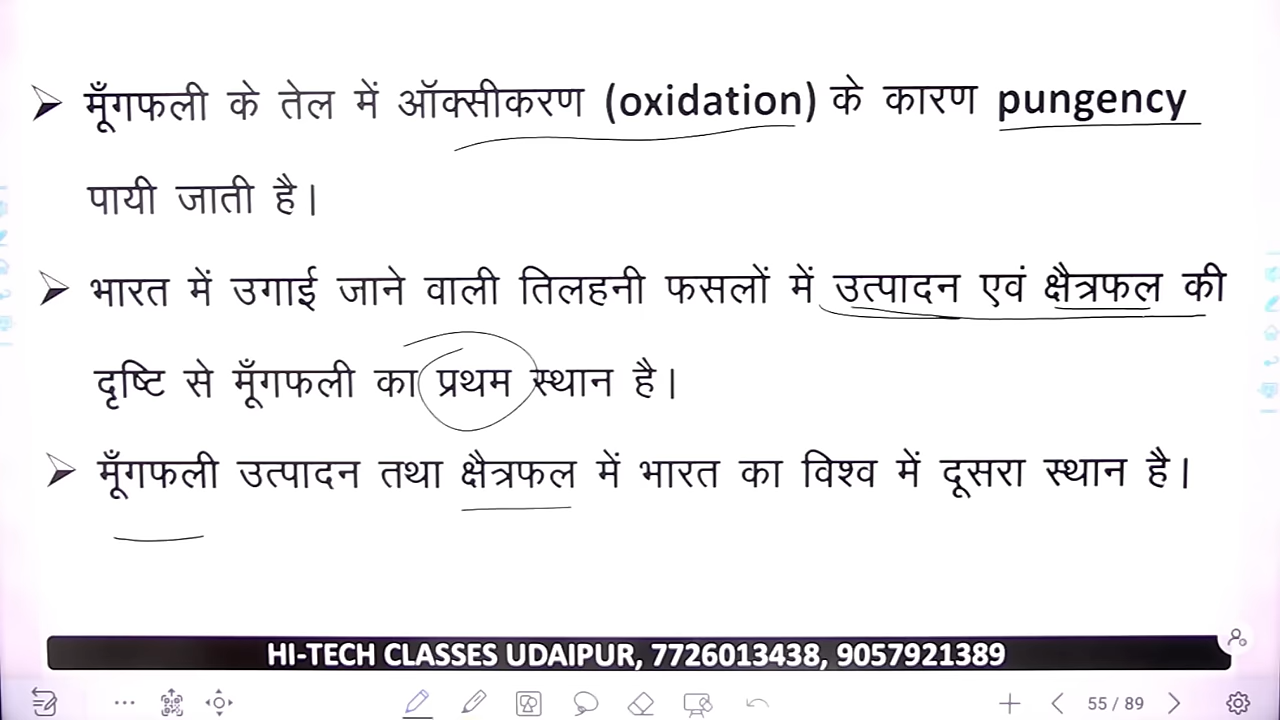 ➢ मूँगफली के तेल में ऑक्सीकरण (oxidation) के कारण pungency
पायी जाती है।
➢ भारत में उगाई जाने वाली तिलहनी फसलों में उत्पादन एवं क्षैत्रफल की
दृष्टि से मूँगफली का प्रथम स्थान है।
➢ मूँगफली उत्पादन तथा क्षैत्रफल में भारत का विश्व में दूसरा स्थान है।
HI-TECH CLASSES UDAIPUR, 7726013438, 9057921389
55 / 89